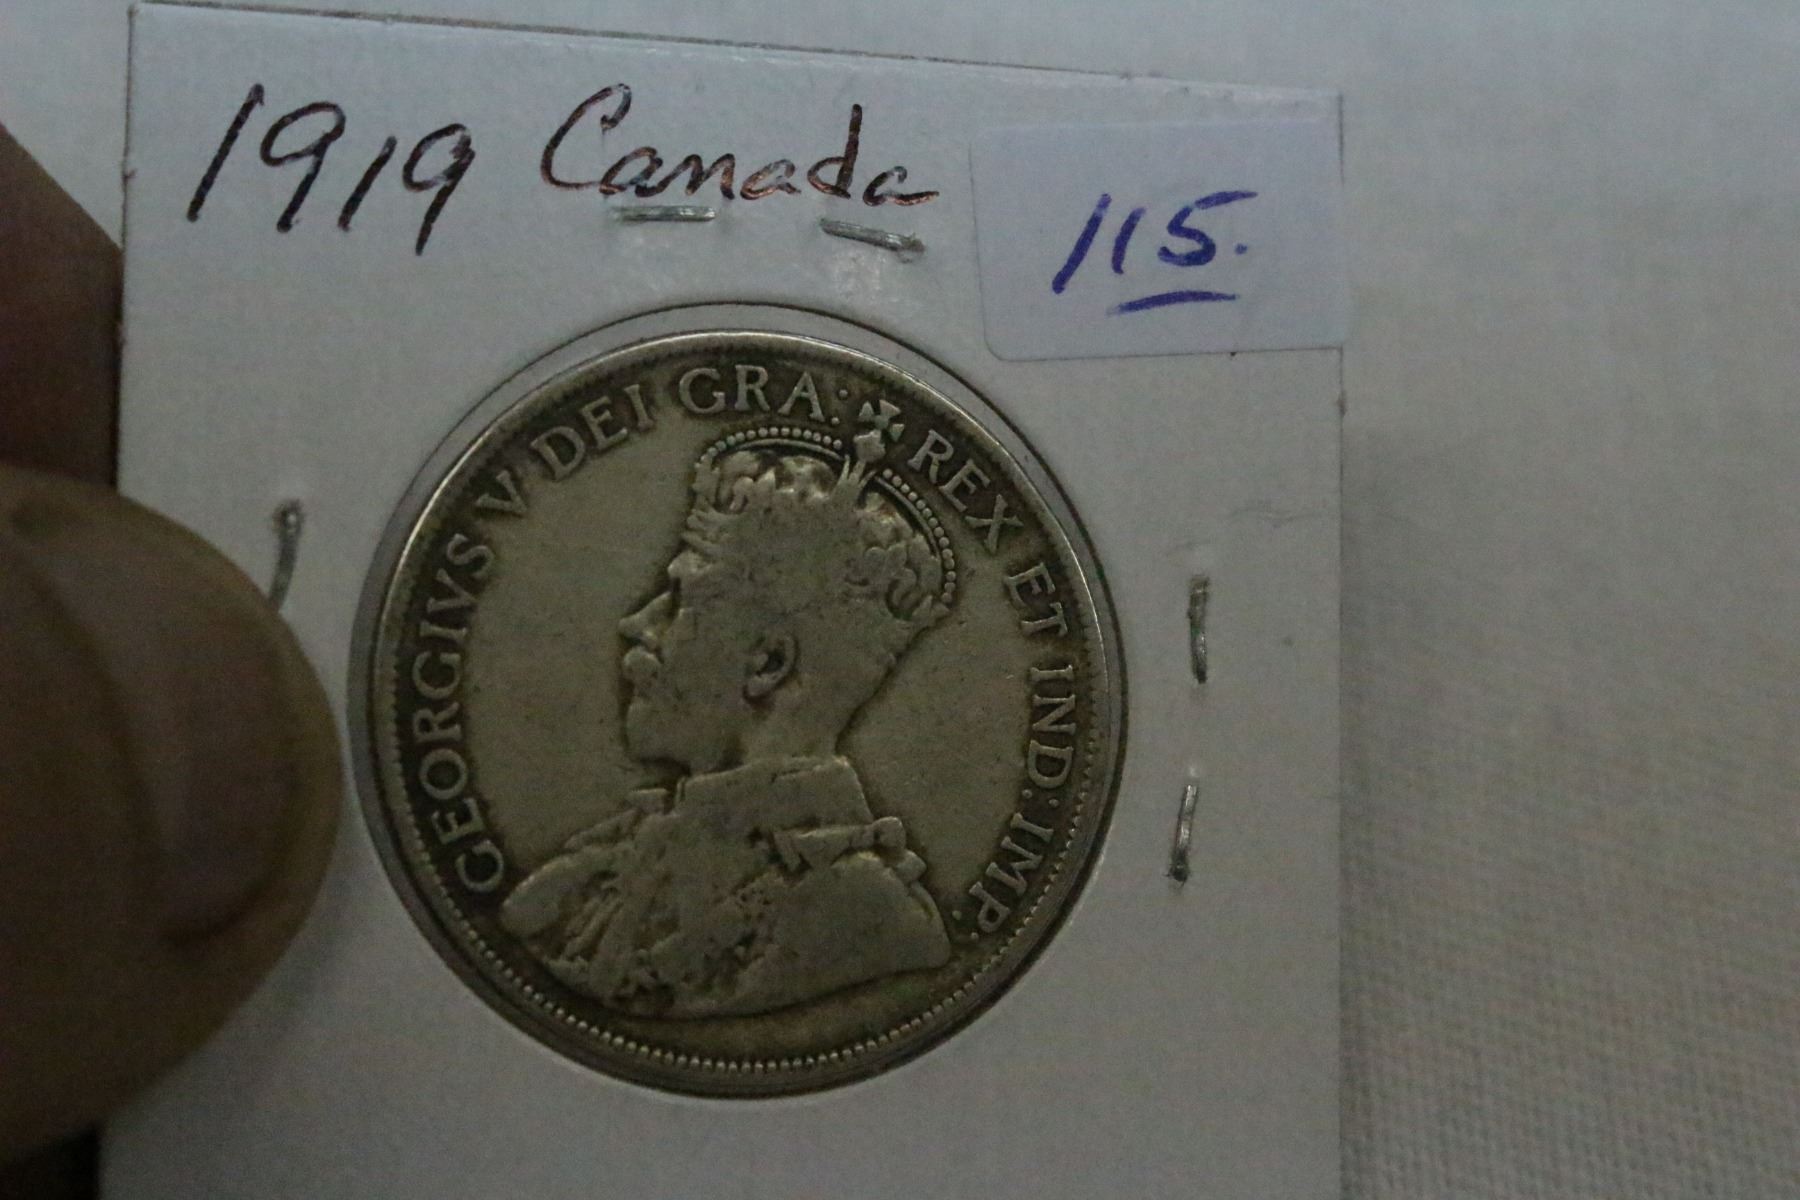 1919 Canada
115.
GEORGIVS V DEI GRA: REX ET IND: IMP: